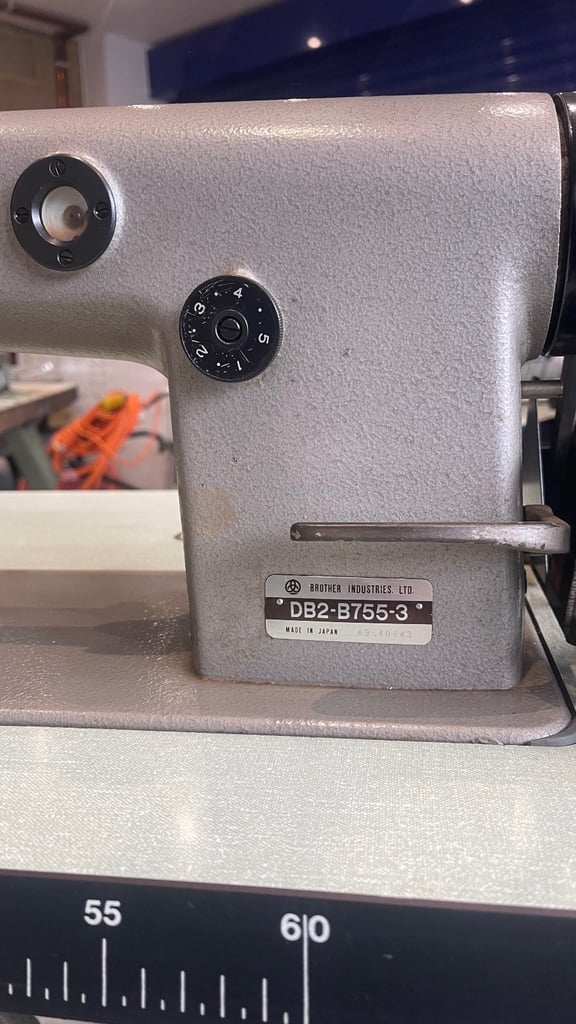 4
3
5
2
1
BROTHER INDUSTRIES. LTD.
DB2-B755-3
MADE IN JAPAN
55
60